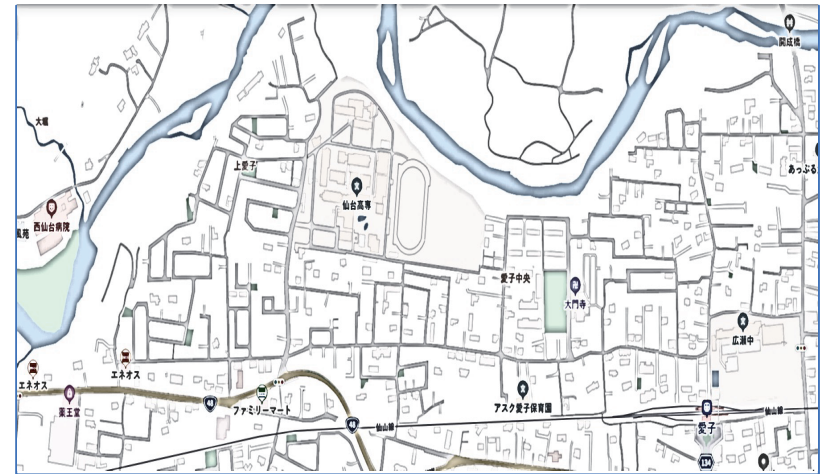 開成橋
大堀
上愛子
あっぷる
仙台高専
西仙台病院
風苑
愛子中央
大門寺
広瀬中
エネオス
エネオス
薬王堂
48
ファミリーマート
アスク愛子保育園
48
仙山線
仙山線
愛子